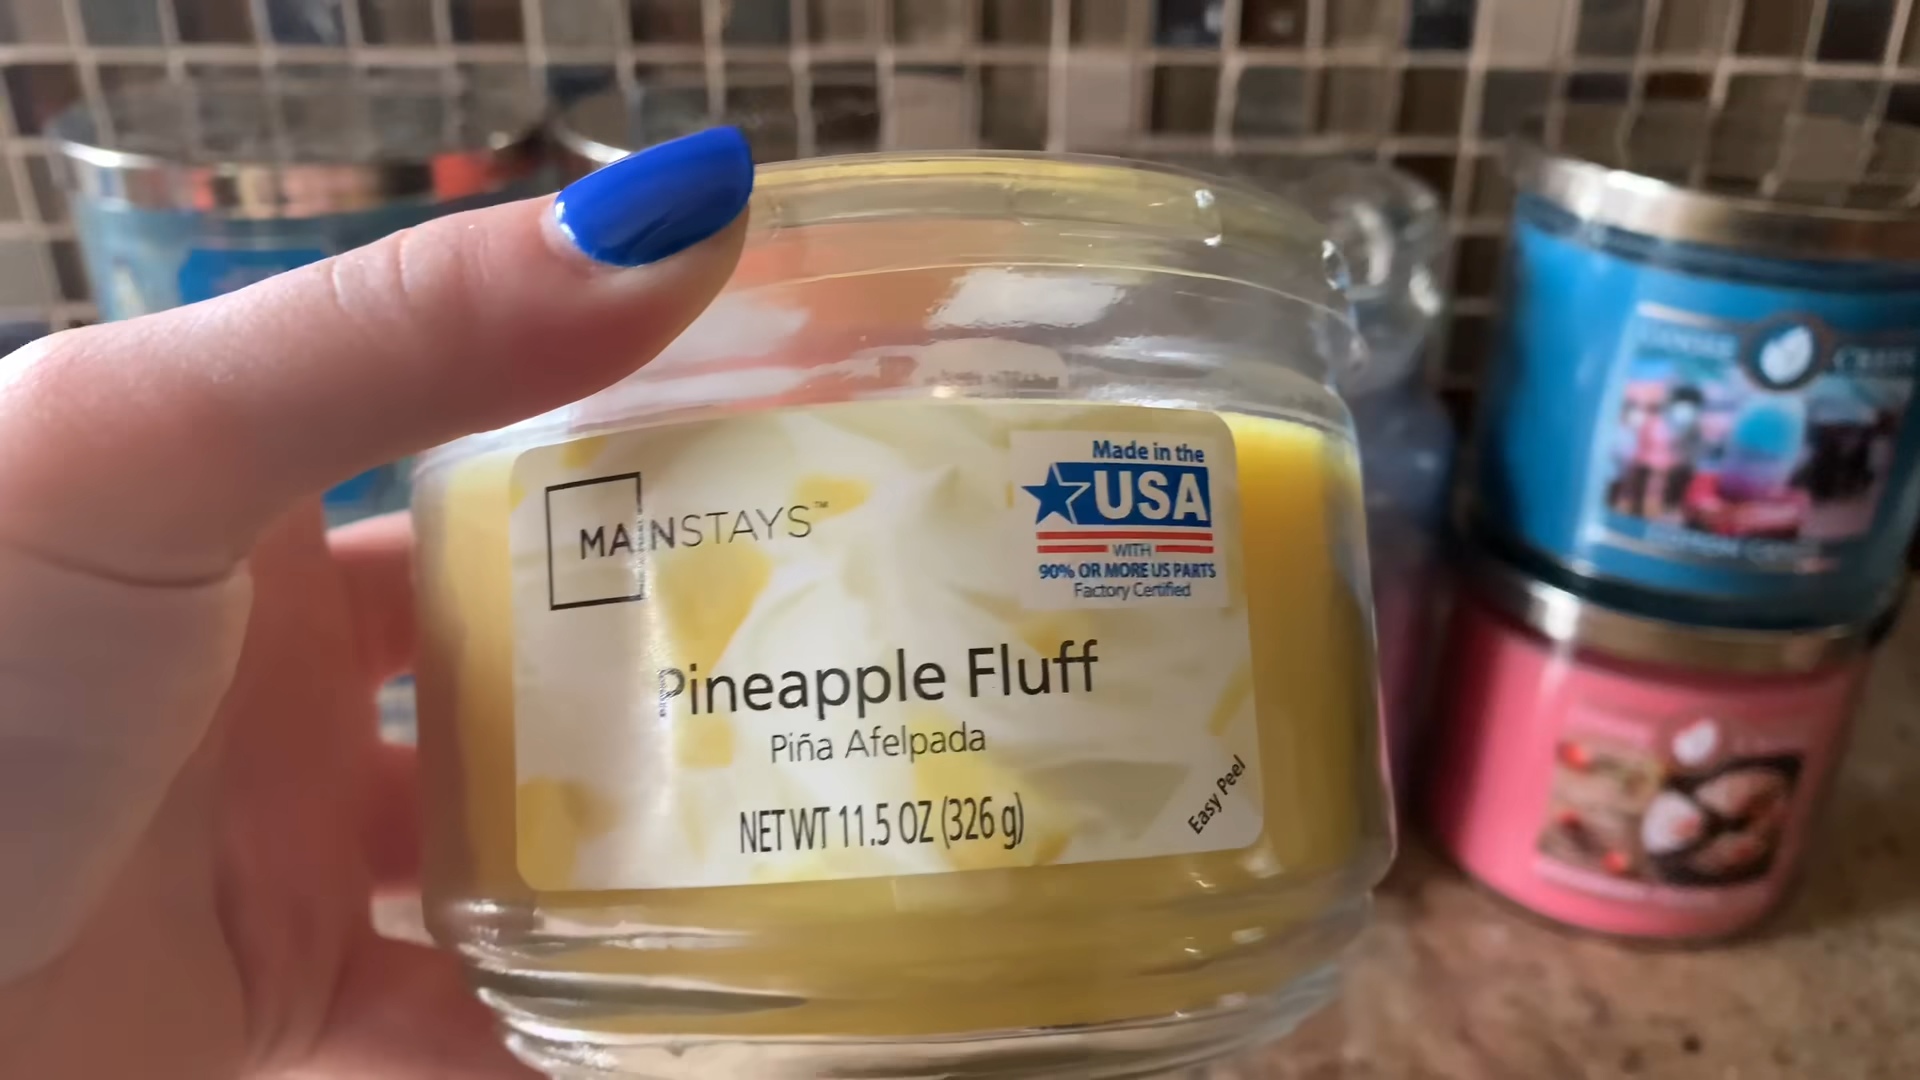 MAINSTAYS™
Made in the
USA
WITH
90% OR MORE US PARTS
Factory Certified
Pineapple Fluff
Piña Afelpada
NET WT 11.5 OZ (326 g)
Easy Peel